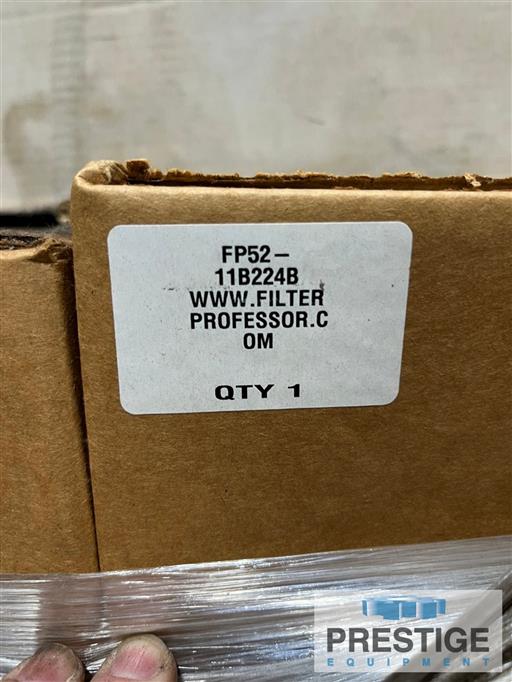 FP52-
11B224B
WWW.FILTER
PROFESSOR.C
OM
QTY 1
PRESTIGE
EQUIPMENT